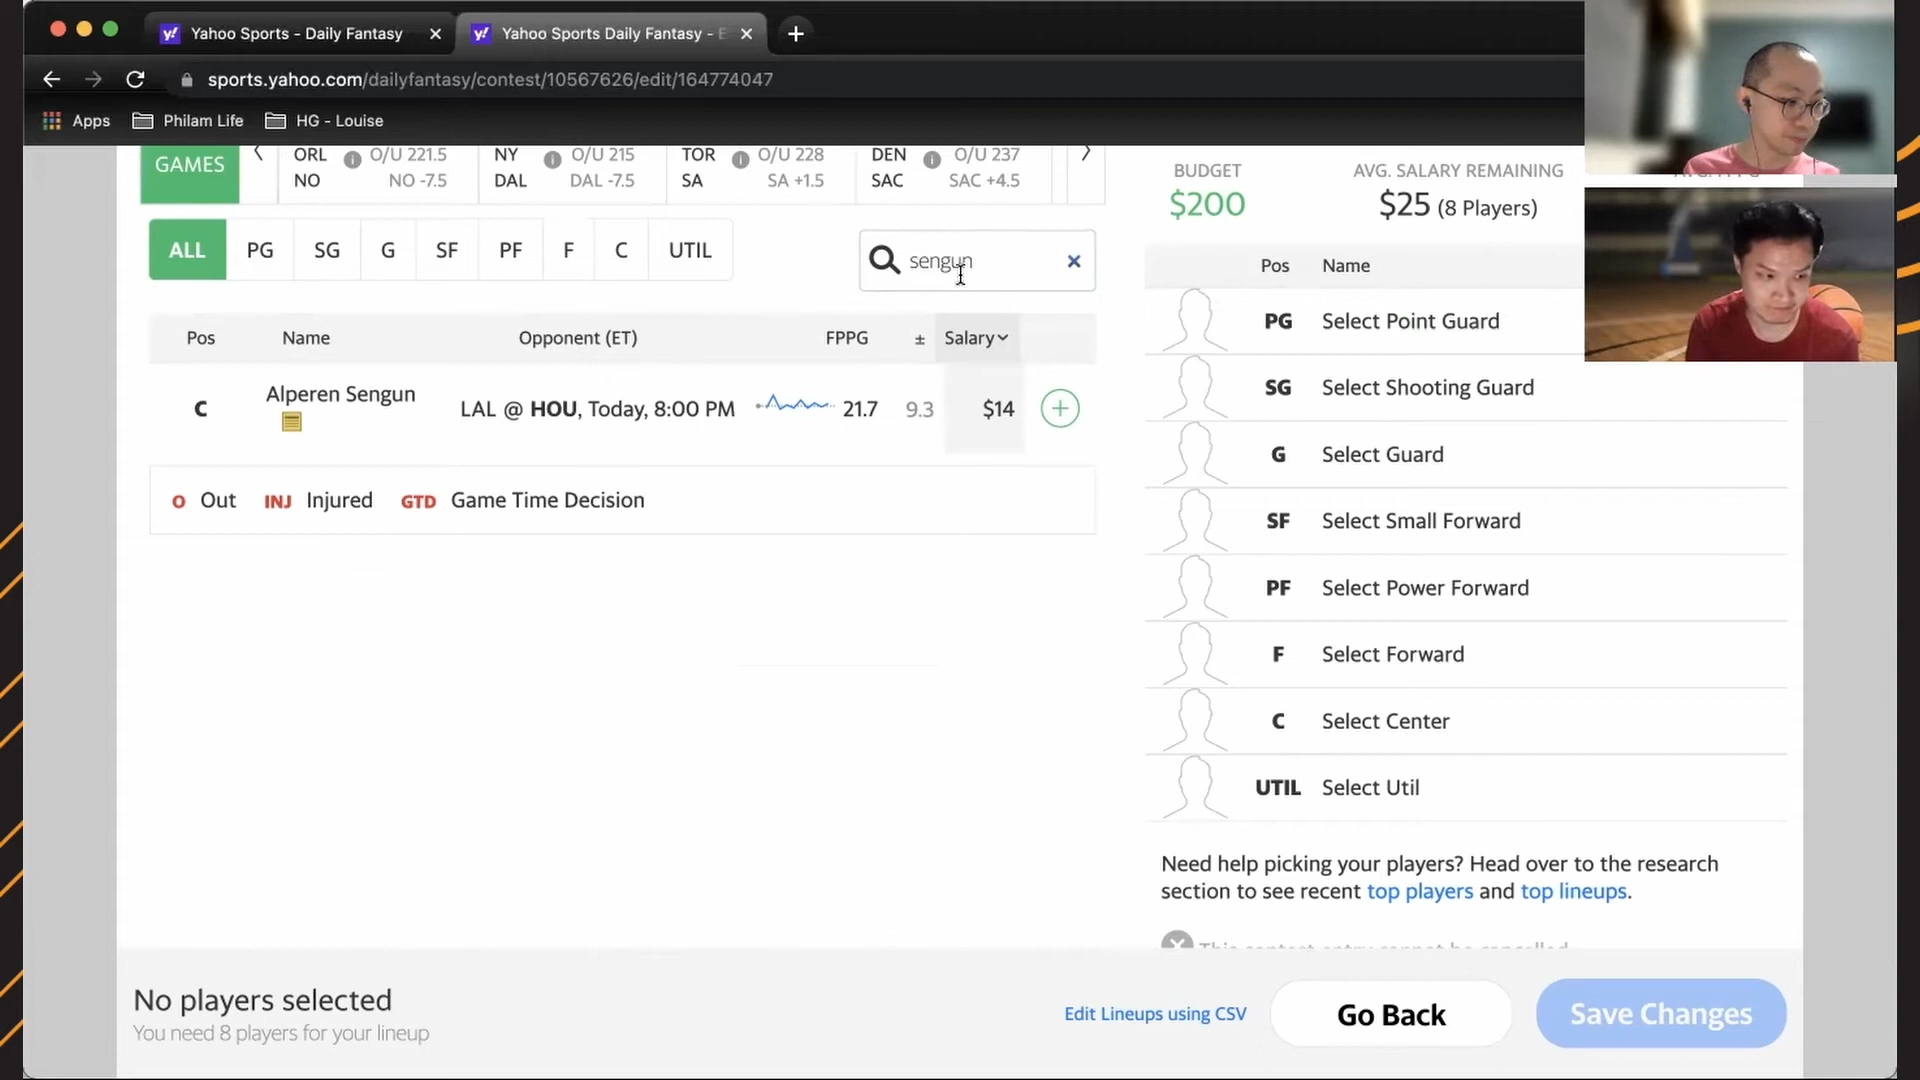 Yahoo Sports - Daily Fantasy
Yahoo Sports Daily Fantasy - E
sports.yahoo.com/dailyfantasy/contest/10567626/edit/164774047
Apps
Philam Life
HG - Louise
GAMES
ORL O/U 221.5
NO NO -7.5
NY O/U 215
DAL DAL -7.5
TOR O/U 228
SA SA +1.5
DEN O/U 237
SAC SAC +4.5
ALL PG SG G SF PF F C UTIL
sengun
Pos Name Opponent (ET) FPPG ± Salary
C Alperen Sengun LAL @ HOU, Today, 8:00 PM 21.7 9.3 $14
O Out INJ Injured GTD Game Time Decision
BUDGET
$200
AVG. SALARY REMAINING
$25 (8 Players)
Pos Name
PG Select Point Guard
SG Select Shooting Guard
G Select Guard
SF Select Small Forward
PF Select Power Forward
F Select Forward
C Select Center
UTIL Select Util
Need help picking your players? Head over to the research
section to see recent top players and top lineups.
This contest entry cannot be cancelled
No players selected
You need 8 players for your lineup
Edit Lineups using CSV
Go Back
Save Changes